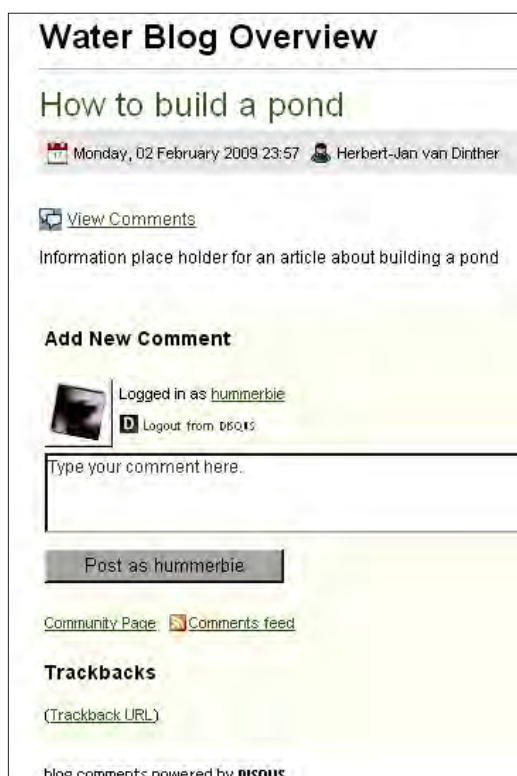 Water Blog Overview
How to build a pond
17 Monday, 02 February 2009 23:57 Herbert-Jan van Dinther
View Comments
Information place holder for an article about building a pond
Add New Comment
Logged in as hummerbie
D Logout from DISQUS
Type your comment here.
Post as hummerbie
Community Page Comments feed
Trackbacks
(Trackback URL)
blog comments powered by DISQUS